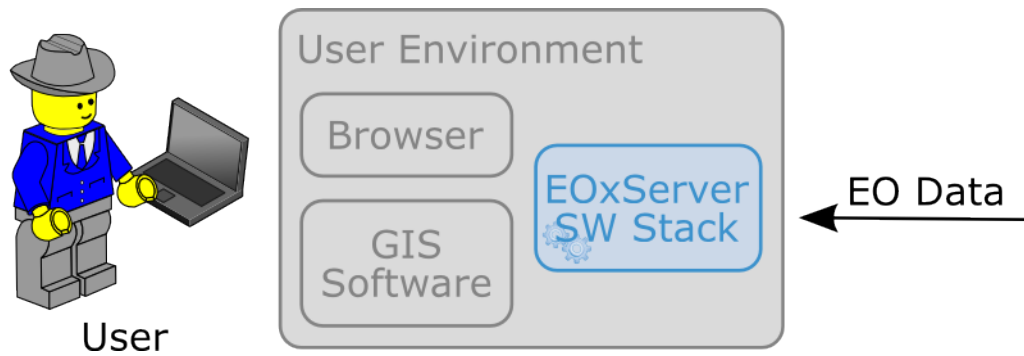 User Environment
Browser
EOxServer
SW Stack
GIS
Software
EO Data
User